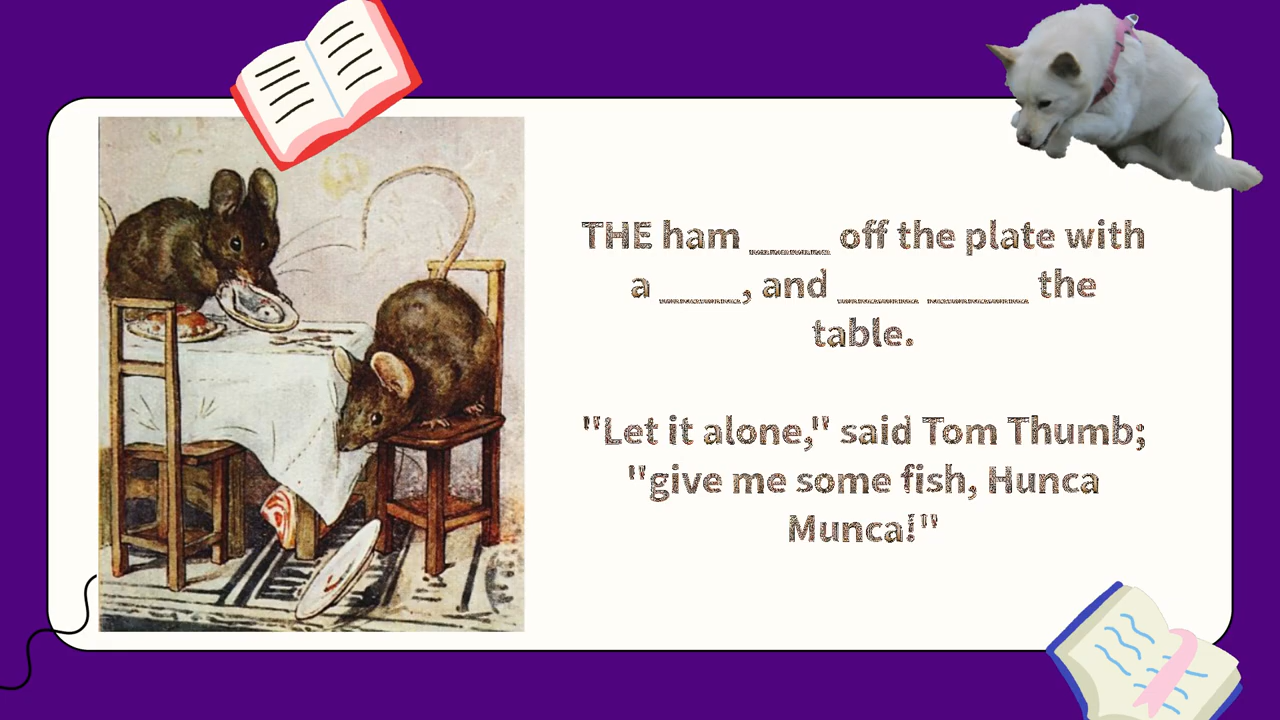 THE ham ____ off the plate with
a ____, and ____ _____ the
table.
"Let it alone," said Tom Thumb;
"give me some fish, Hunca
Munca!"